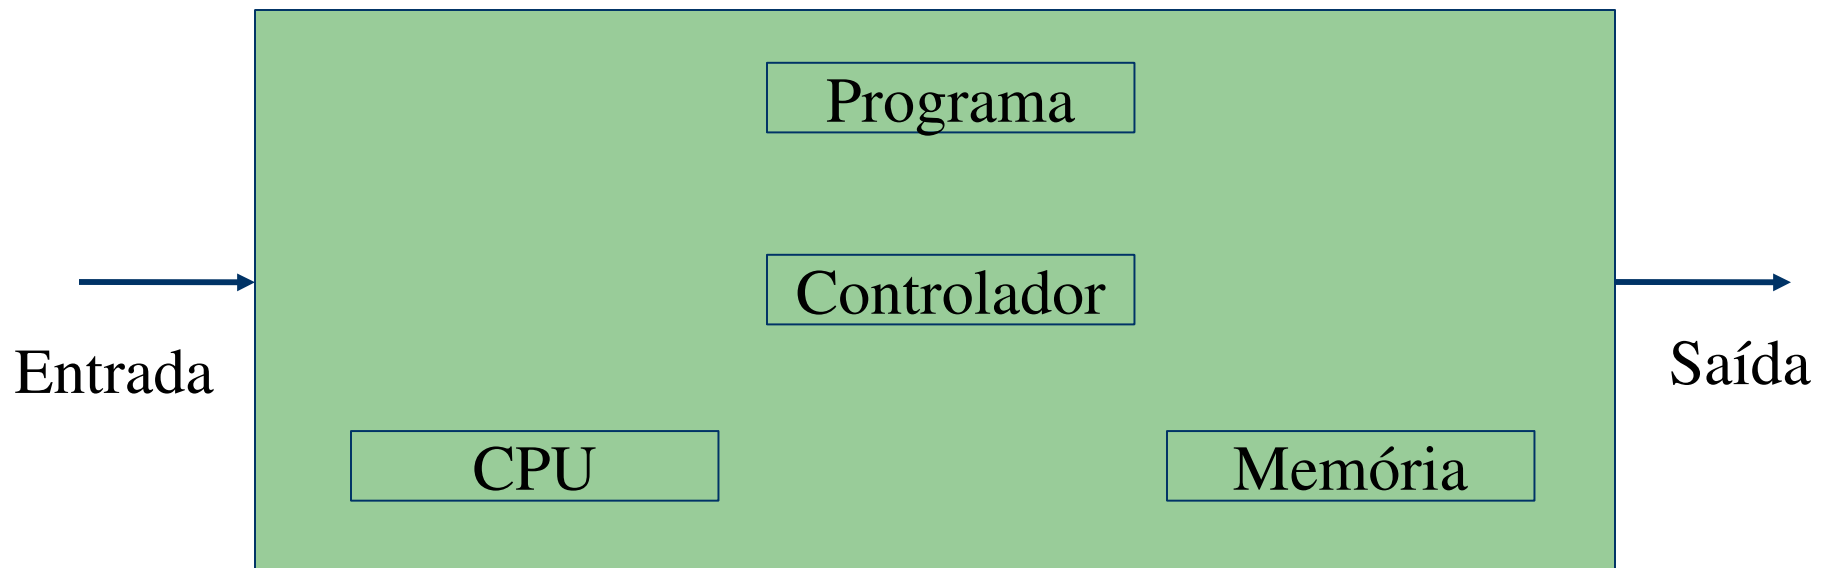 Programa
Controlador
Entrada
Saída
CPU
Memória